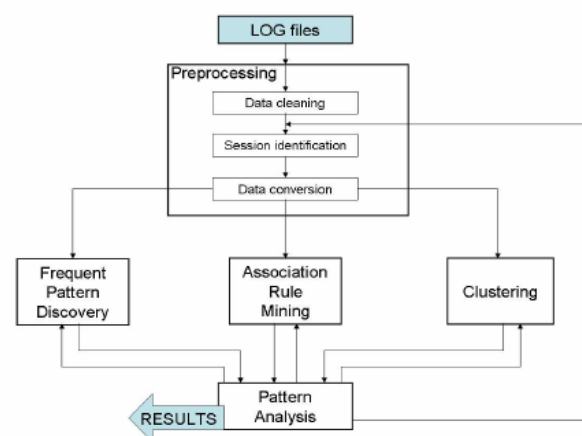 LOG files
Preprocessing
Data cleaning
Session identification
Data conversion
Frequent
Pattern
Discovery
Association
Rule
Mining
Clustering
Pattern
Analysis
RESULTS